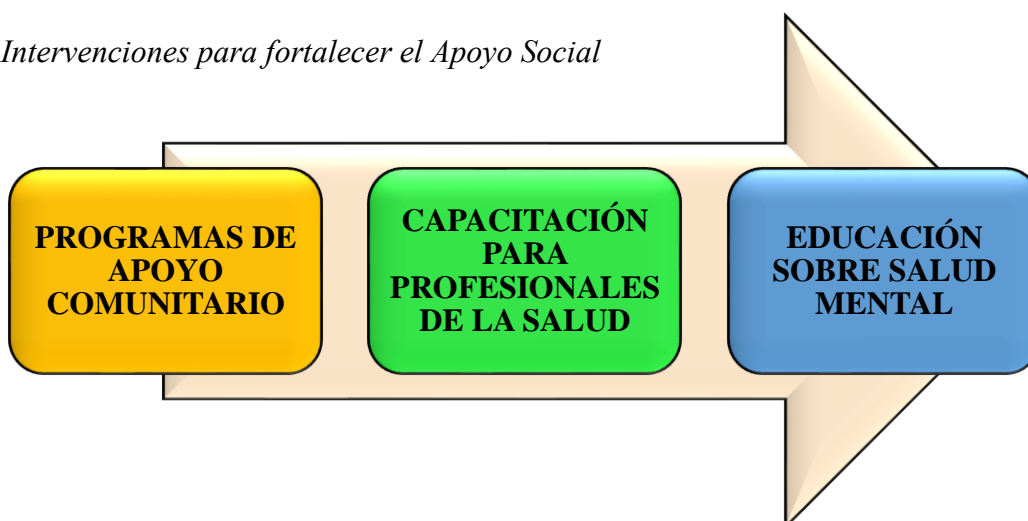 Intervenciones para fortalecer el Apoyo Social
PROGRAMAS DE
APOYO
COMUNITARIO
CAPACITACIÓN
PARA
PROFESIONALES
DE LA SALUD
EDUCACIÓN
SOBRE SALUD
MENTAL